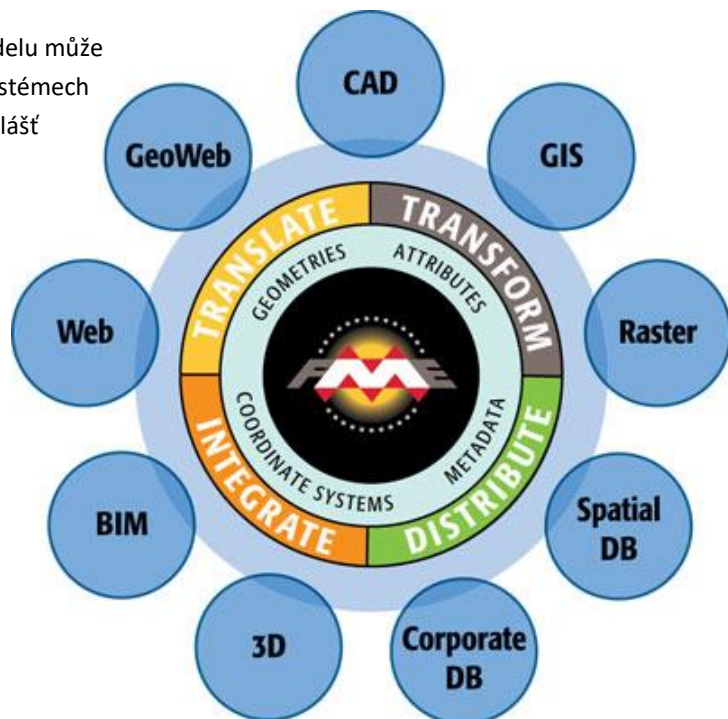 delu může
stémech
lášť
CAD
GeoWeb
GIS
TRANSLATE
TRANSFORM
GEOMETRIES
ATTRIBUTES
Web
Raster
FME
COORDINATE SYSTEMS
METADATA
INTEGRATE
DISTRIBUTE
BIM
Spatial
DB
3D
Corporate
DB